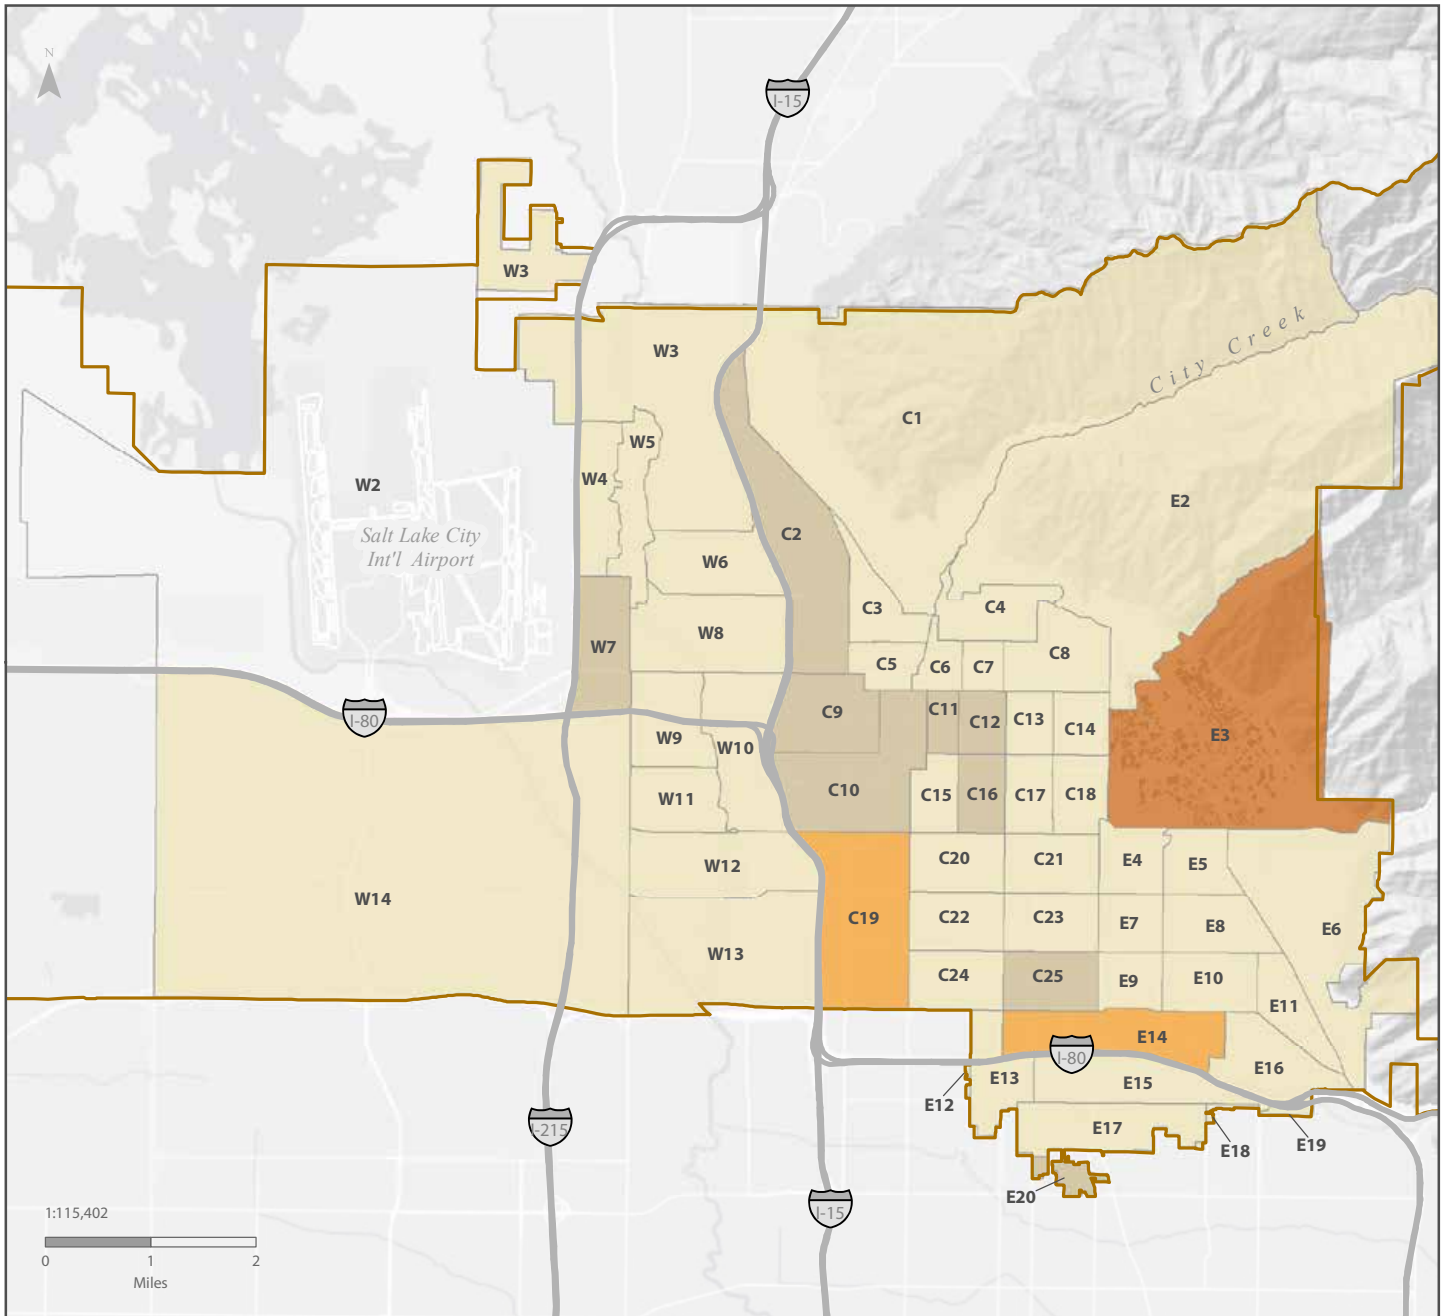 N
I-15
W3
City Creek
W3
C1
W5
W4
W2
E2
Salt Lake City
Int'l Airport
C2
W6
C3
C4
W8
W7
C5
C6
C7
C8
I-80
C9
C11
C12
C13
C14
E3
W9
W10
W11
C10
C15
C16
C17
C18
W12
C20
C21
E4
E5
W14
C19
C22
C23
E7
E8
E6
W13
C24
C25
E9
E10
E11
E14
I-80
E13
E15
E16
E12
I-215
E17
E18
E19
E20
I-15
1:115,402
0 1 2
Miles